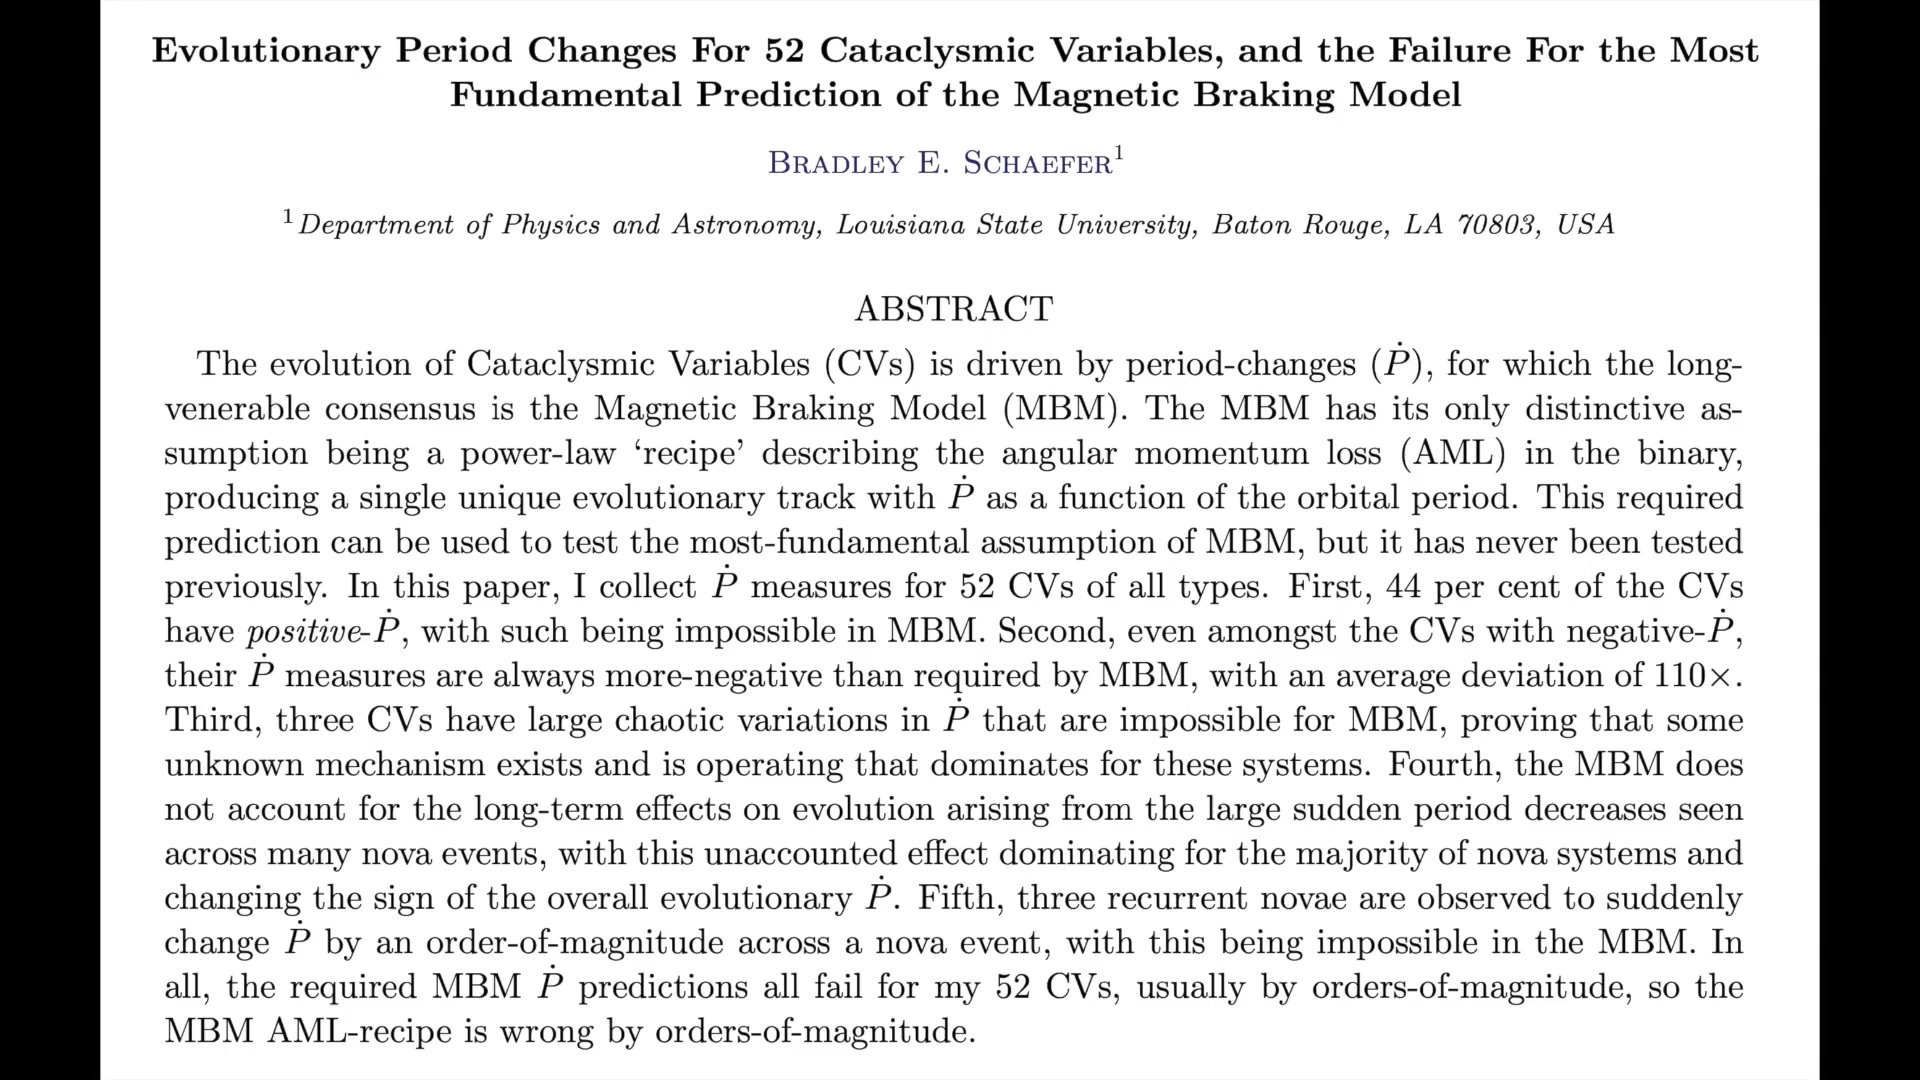 Evolutionary Period Changes For 52 Cataclysmic Variables, and the Failure For the Most
Fundamental Prediction of the Magnetic Braking Model
Bradley E. Schaefer¹
¹Department of Physics and Astronomy, Louisiana State University, Baton Rouge, LA 70803, USA
ABSTRACT
The evolution of Cataclysmic Variables (CVs) is driven by period-changes (Ṗ), for which the long-
venerable consensus is the Magnetic Braking Model (MBM). The MBM has its only distinctive as-
sumption being a power-law ‘recipe’ describing the angular momentum loss (AML) in the binary,
producing a single unique evolutionary track with Ṗ as a function of the orbital period. This required
prediction can be used to test the most-fundamental assumption of MBM, but it has never been tested
previously. In this paper, I collect Ṗ measures for 52 CVs of all types. First, 44 per cent of the CVs
have positive-Ṗ, with such being impossible in MBM. Second, even amongst the CVs with negative-Ṗ,
their Ṗ measures are always more-negative than required by MBM, with an average deviation of 110×.
Third, three CVs have large chaotic variations in Ṗ that are impossible for MBM, proving that some
unknown mechanism exists and is operating that dominates for these systems. Fourth, the MBM does
not account for the long-term effects on evolution arising from the large sudden period decreases seen
across many nova events, with this unaccounted effect dominating for the majority of nova systems and
changing the sign of the overall evolutionary Ṗ. Fifth, three recurrent novae are observed to suddenly
change Ṗ by an order-of-magnitude across a nova event, with this being impossible in the MBM. In
all, the required MBM Ṗ predictions all fail for my 52 CVs, usually by orders-of-magnitude, so the
MBM AML-recipe is wrong by orders-of-magnitude.